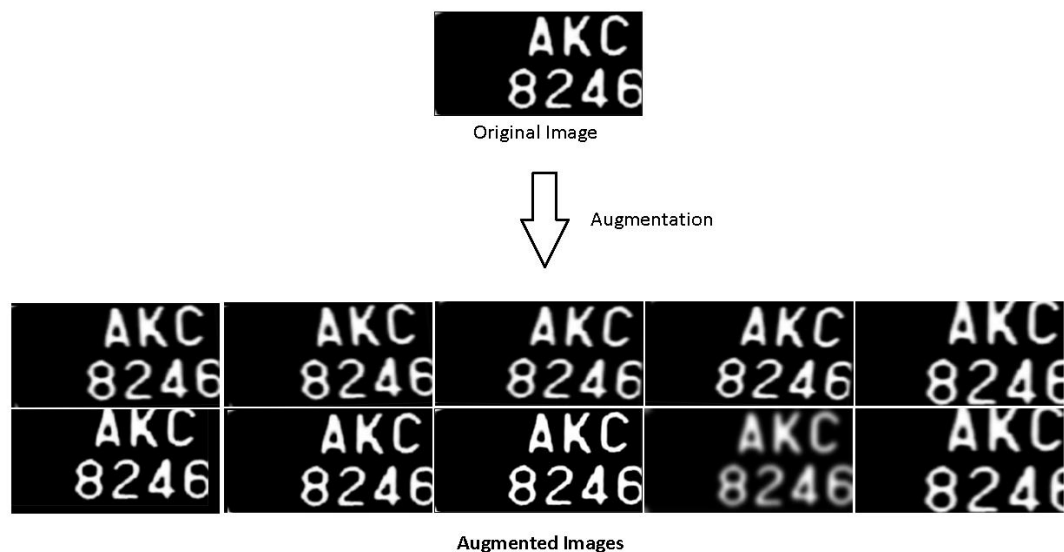 AKC
8246
Original Image
Augmentation
AKC AKC AKC AKC AKC
8246 8246 8246 8246 8246
AKC AKC AKC AKC AKC
8246 8246 8246 8246 8246
Augmented Images